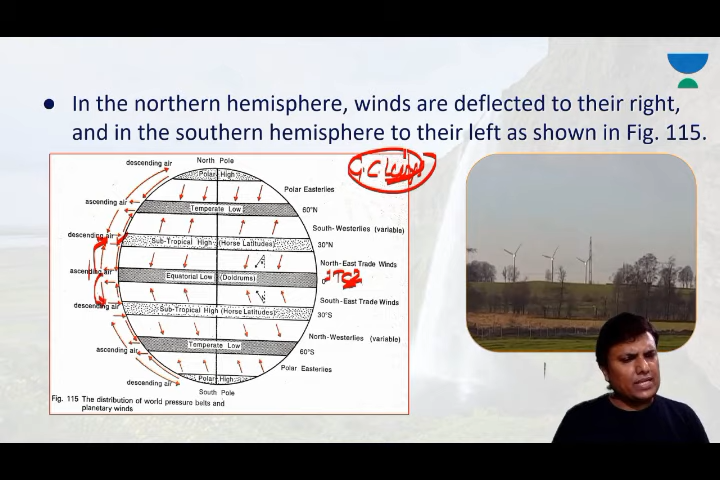 ● In the northern hemisphere, winds are deflected to their right,
and in the southern hemisphere to their left as shown in Fig. 115.
descending air
North Pole
G.C.
Polar High
Polar Easterlies
ascending air
Temperate Low
60°N
South-Westerlies (variable)
descending air
Sub-Tropical High (Horse Latitudes)
30°N
North-East Trade Winds
ascending air
Equatorial Low (Doldrums)
0°
ITCZ
South-East Trade Winds
descending air
Sub-Tropical High (Horse Latitudes)
30°S
North-Westerlies (variable)
Temperate Low
ascending air
60°S
Polar Easterlies
descending air
Polar High
South Pole
Fig. 115 The distribution of world pressure belts and
planetary winds